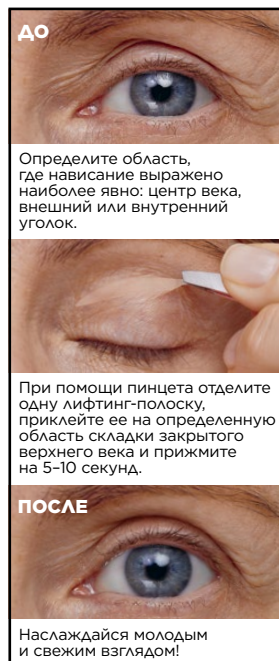 ДО
Определите область,
где нависание выражено
наиболее явно: центр века,
внешний или внутренний
уголок.
При помощи пинцета отделите
одну лифтинг-полоску,
приклейте ее на определенную
область складки закрытого
верхнего века и прижмите
на 5–10 секунд.
ПОСЛЕ
Наслаждайся молодым
и свежим взглядом!